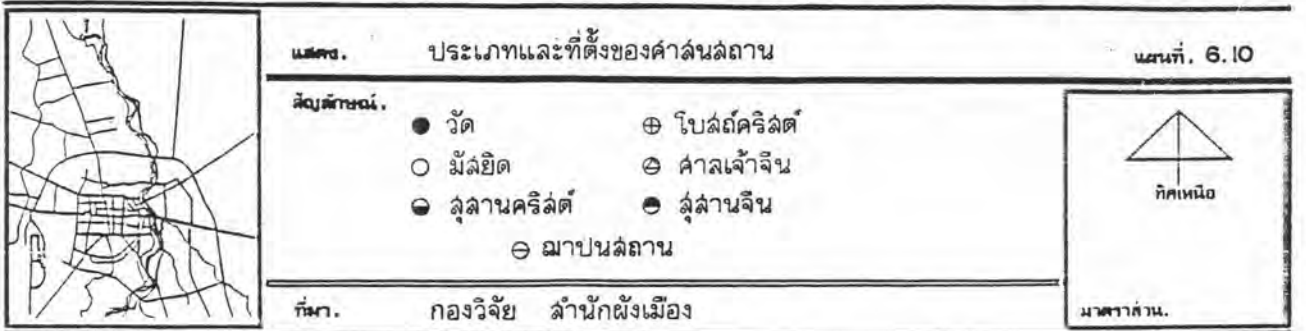 แสดง. ประเภทและที่ตั้งของศาสนสถาน แผนที่. 6.10
สัญลักษณ์.
วัด โบสถ์คริสต์
มัสยิด ศาลเจ้าจีน
สุสานคริสต์ สุสานจีน
ฌาปนสถาน
ทิศเหนือ
ที่มา. กองวิจัย สำนักผังเมือง มาตราส่วน.